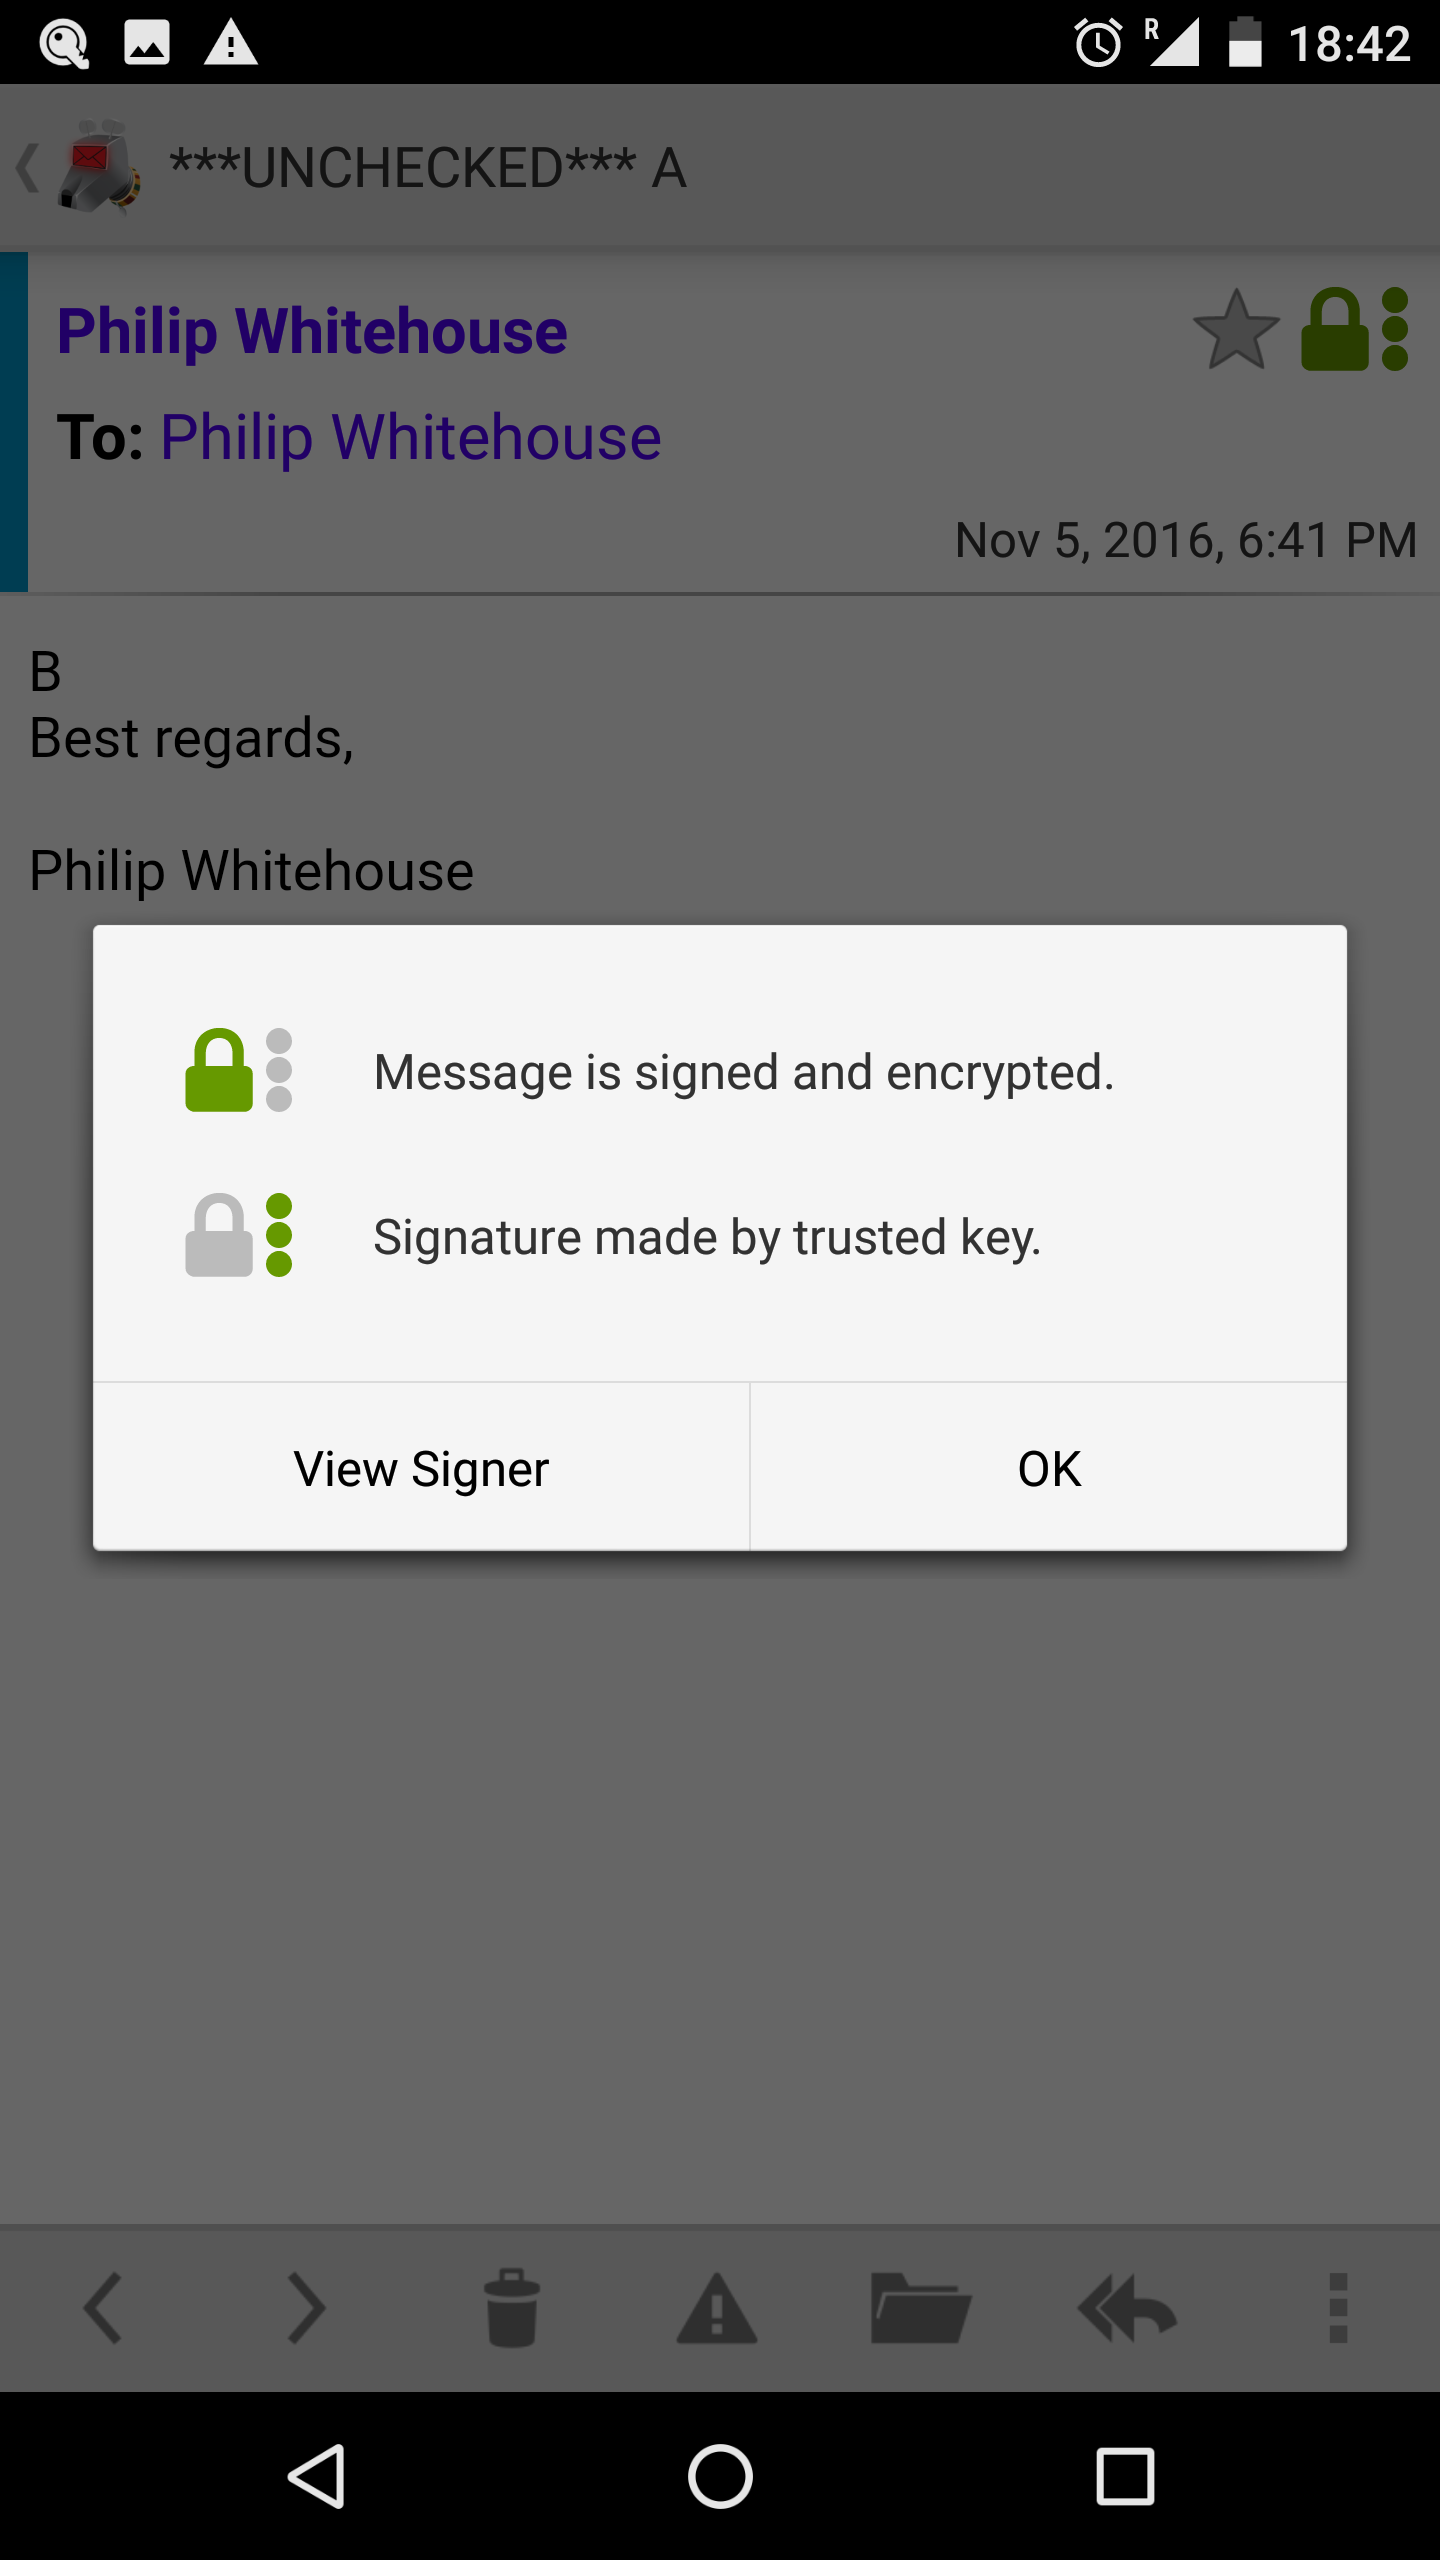 R 18:42
***UNCHECKED*** A
Philip Whitehouse
To: Philip Whitehouse
Nov 5, 2016, 6:41 PM
B
Best regards,
Philip Whitehouse
Message is signed and encrypted.
Signature made by trusted key.
View Signer OK